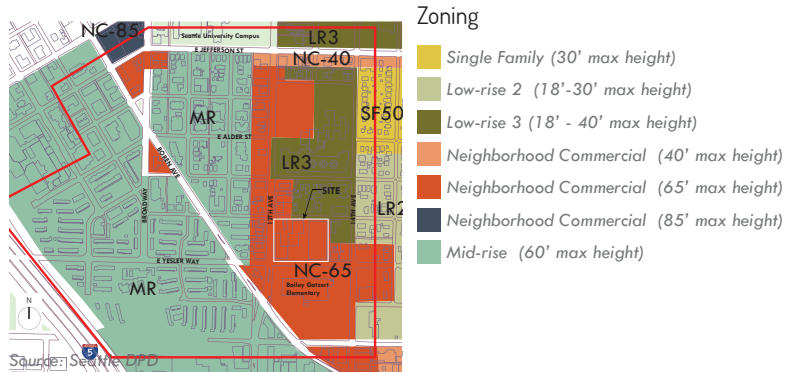 Zoning
Single Family (30' max height)
Low-rise 2 (18'-30' max height)
Low-rise 3 (18' - 40' max height)
Neighborhood Commercial (40' max height)
Neighborhood Commercial (65' max height)
Neighborhood Commercial (85' max height)
Mid-rise (60' max height)
NC-85
Seattle University Campus
LR3
E JEFFERSON ST
NC-40
MR
SF50
E ALDER ST
BOREN AVE
LR3
SITE
BROADWAY
12TH AVE
14TH AVE
LR2
E YESLER WAY
NC-65
MR
Bailey Gatzert
Elementary
N
5
Source: Seattle DPD